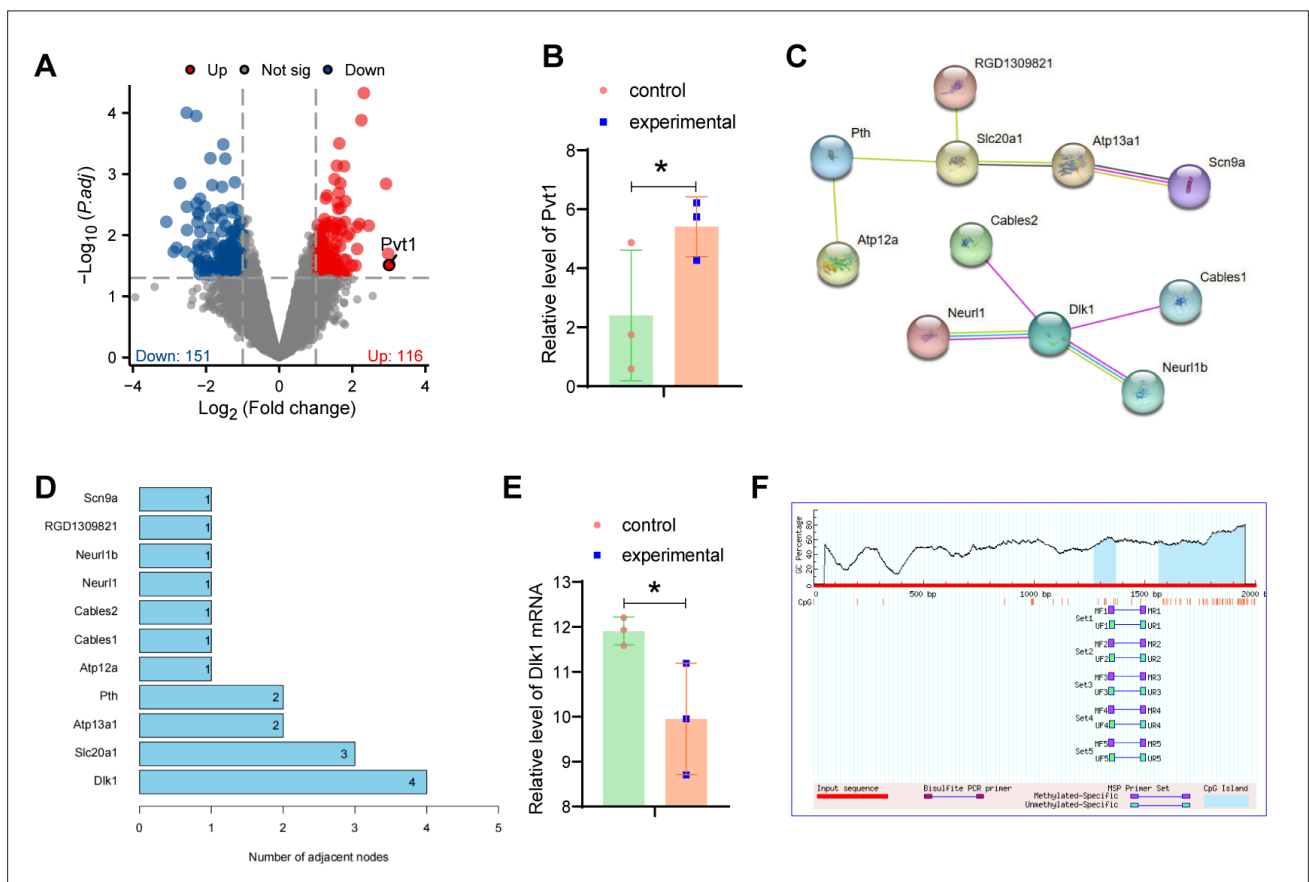 A
Up
Not sig
Down
−Log10 (P.adj)
4
3
2
1
0
Pvt1
Down: 151
Up: 116
−4
−2
0
2
4
Log2 (Fold change)
B
control
experimental
*
Relative level of Pvt1
8
6
4
2
0
C
RGD1309821
Pth
Slc20a1
Atp13a1
Scn9a
Atp12a
Cables2
Cables1
Neurl1
Dlk1
Neurl1b
D
Scn9a 1
RGD1309821 1
Neurl1b 1
Neurl1 1
Cables2 1
Cables1 1
Atp12a 1
Pth 2
Atp13a1 2
Slc20a1 3
Dlk1 4
0 1 2 3 4 5
Number of adjacent nodes
E
control
experimental
*
Relative level of Dlk1 mRNA
13
12
11
10
9
8
F
GC Percentage
80
60
40
20
0
0 500 bp 1000 bp 1500 bp 2000 b
CpG
Set1 MF1 MR1
UF1 UR1
Set2 MF2 MR2
UF2 UR2
Set3 MF3 MR3
UF3 UR3
Set4 MF4 MR4
UF4 UR4
Set5 MF5 MR5
UF5 UR5
Input sequence
Bisulfite PCR primer
MSP Primer Set
CpG Island
Methylated-Specific
Unmethylated-Specific